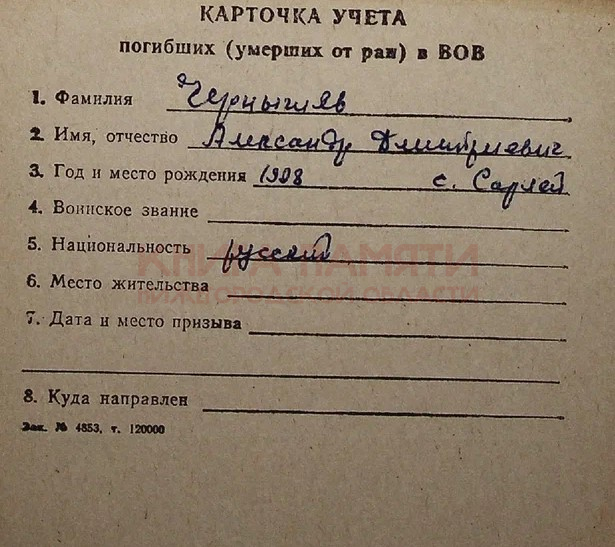 КАРТОЧКА УЧЕТА
погибших (умерших от ран) в ВОВ
1. Фамилия Чернышев
2. Имя, отчество Александр Дмитриевич
3. Год и место рождения 1908 с. Сарлей
4. Воинское звание
5. Национальность русский
КНИГА ПАМЯТИ
6. Место жительства
НИЖЕГОРОДСКОЙ ОБЛАСТИ
7. Дата и место призыва
8. Куда направлен
Зак. № 4853, т. 120000